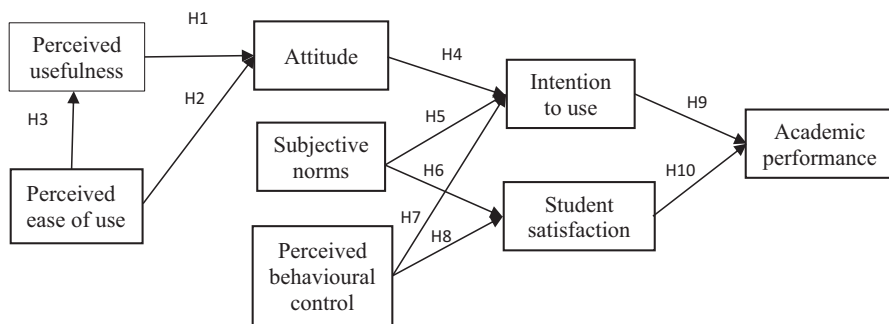 H1
Perceived
usefulness
Attitude
H4
H2
Intention
to use
H9
H3
H5
Academic
performance
Subjective
norms
H6
H10
Perceived
ease of use
Student
satisfaction
H7
H8
Perceived
behavioural
control